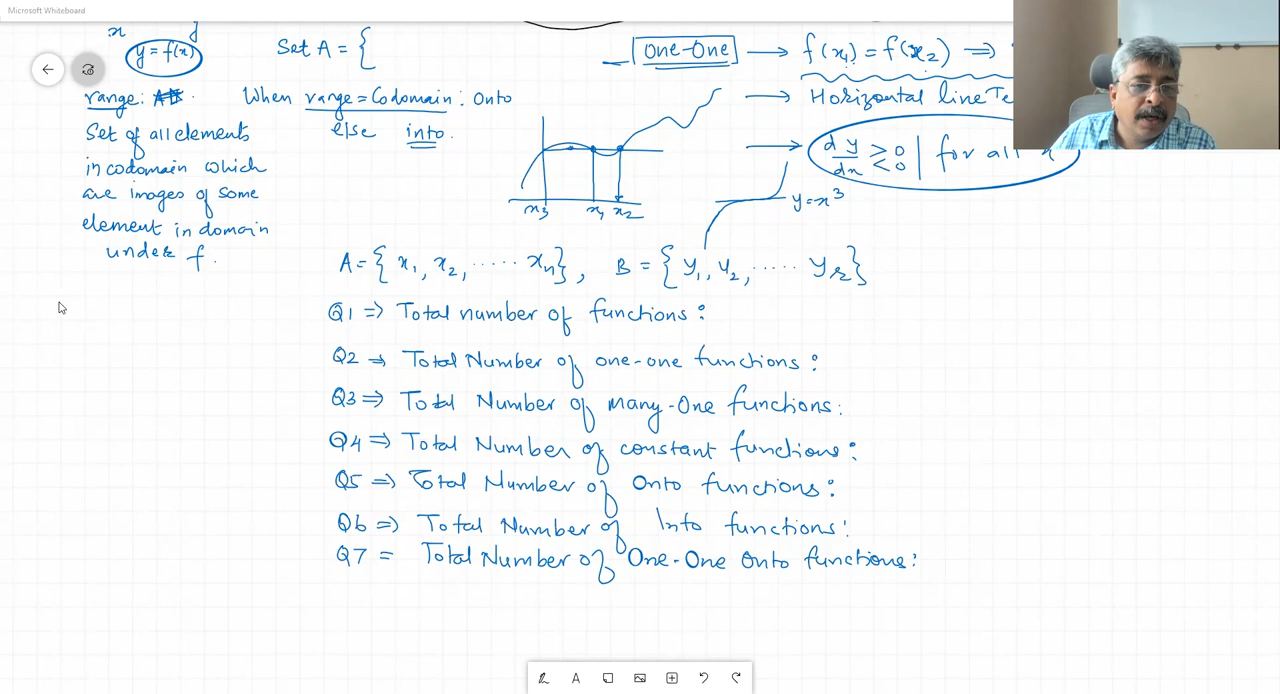 Microsoft Whiteboard
x y
y = f(x)
Set A = {
One-One → f(x₁) = f(x₂) ⇒
range: When range = Codomain : Onto
else into.
→ Horizontal line Te
Set of all elements
in codomain which
are images of some
element in domain
under f.
→ dy/dx ≥ 0 < 0 | for all x
y = x³
x₃ x₁ x₂
A = { x₁, x₂, ..... xₙ }, B = { y₁, y₂, ..... yᵣ }
Q1 ⇒ Total number of functions :
Q2 ⇒ Total Number of one-one functions :
Q3 ⇒ Total Number of Many-One functions :
Q4 ⇒ Total Number of constant functions :
Q5 ⇒ Total Number of Onto functions :
Q6 ⇒ Total Number of Into functions :
Q7 = Total Number of One-One Onto functions :
A